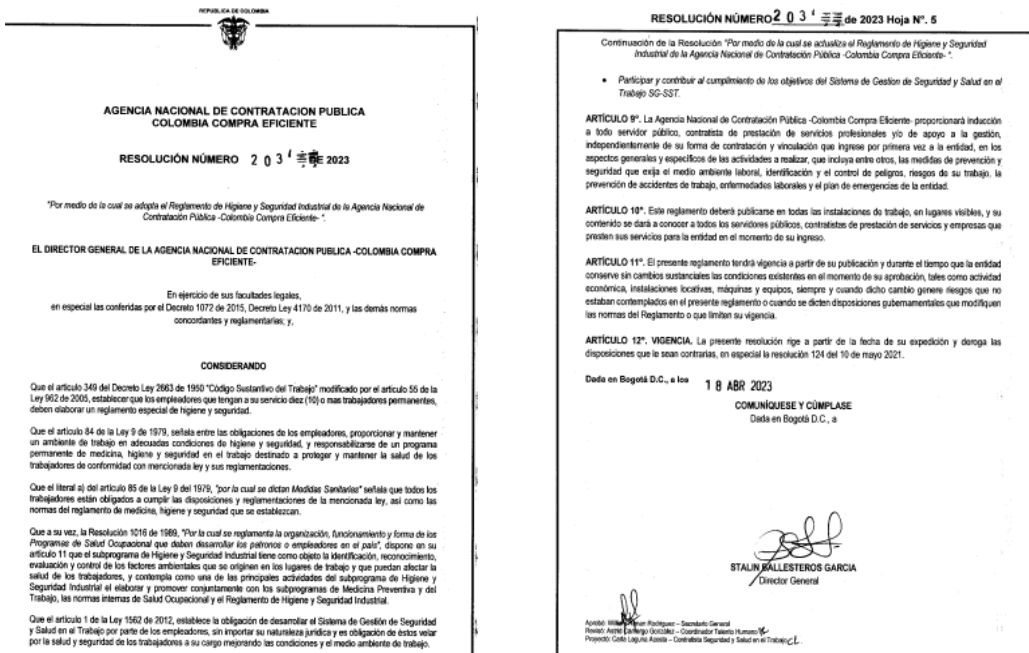 REPUBLICA DE COLOMBIA
AGENCIA NACIONAL DE CONTRATACION PUBLICA
COLOMBIA COMPRA EFICIENTE
RESOLUCIÓN NÚMERO 2 0 3 DE 2023
"Por medio de la cual se adopta el Reglamento de Higiene y Seguridad Industrial de la Agencia Nacional de
Contratación Pública -Colombia Compra Eficiente- ".
EL DIRECTOR GENERAL DE LA AGENCIA NACIONAL DE CONTRATACION PUBLICA -COLOMBIA COMPRA
EFICIENTE-
En ejercicio de sus facultades legales,
en especial las conferidas por el Decreto 1072 de 2015, Decreto Ley 4170 de 2011, y las demás normas
concordantes y reglamentarias; y,
CONSIDERANDO
Que el artículo 349 del Decreto Ley 2663 de 1950 "Código Sustantivo del Trabajo" modificado por el artículo 55 de la
Ley 962 de 2005, establecer que los empleadores que tengan a su servicio diez (10) o mas trabajadores permanentes,
deben elaborar un reglamento especial de higiene y seguridad.
Que el artículo 84 de la Ley 9 de 1979, señala entre las obligaciones de los empleadores, proporcionar y mantener
un ambiente de trabajo en adecuadas condiciones de higiene y seguridad, y responsabilizarse de un programa
permanente de medicina, higiene y seguridad en el trabajo destinado a proteger y mantener la salud de los
trabajadores de conformidad con mencionada ley y sus reglamentaciones.
Que el literal a) del artículo 85 de la Ley 9 del 1979, "por la cual se dictan Medidas Sanitarias" señala que todos los
trabajadores están obligados a cumplir las disposiciones y reglamentaciones de la mencionada ley, así como las
normas del reglamento de medicina, higiene y seguridad que se establezcan.
Que a su vez, la Resolución 1016 de 1989, "Por la cual se reglamenta la organización, funcionamiento y forma de los
Programas de Salud Ocupacional que deben desarrollar los patronos o empleadores en el país", dispone en su
artículo 11 que el subprograma de Higiene y Seguridad Industrial tiene como objeto la identificación, reconocimiento,
evaluación y control de los factores ambientales que se originen en los lugares de trabajo y que puedan afectar la
salud de los trabajadores, y contempla como una de las principales actividades del subprograma de Higiene y
Seguridad Industrial el elaborar y promover conjuntamente con los subprogramas de Medicina Preventiva y del
Trabajo, las normas internas de Salud Ocupacional y el Reglamento de Higiene y Seguridad Industrial.
Que el artículo 1 de la Ley 1562 de 2012, establece la obligación de desarrollar el Sistema de Gestión de Seguridad
y Salud en el Trabajo por parte de los empleadores, sin importar su naturaleza jurídica y es obligación de éstos velar
por la salud y seguridad de los trabajadores a su cargo mejorando las condiciones y el medio ambiente de trabajo.
RESOLUCIÓN NÚMERO 2 0 3 de 2023 Hoja N°. 5
Continuación de la Resolución "Por medio de la cual se actualiza el Reglamento de Higiene y Seguridad
Industrial de la Agencia Nacional de Contratación Pública -Colombia Compra Eficiente- ".
• Participar y contribuir al cumplimiento de los objetivos del Sistema de Gestión de Seguridad y Salud en el
Trabajo SG-SST.
ARTÍCULO 9°. La Agencia Nacional de Contratación Pública -Colombia Compra Eficiente- proporcionará inducción
a todo servidor público, contratista de prestación de servicios profesionales y/o de apoyo a la gestión,
independientemente de su forma de contratación y vinculación que ingrese por primera vez a la entidad, en los
aspectos generales y específicos de las actividades a realizar, que incluya entre otros, las medidas de prevención y
seguridad que exija el medio ambiente laboral, identificación y el control de peligros, riesgos de su trabajo, la
prevención de accidentes de trabajo, enfermedades laborales y el plan de emergencias de la entidad.
ARTÍCULO 10°. Este reglamento deberá publicarse en todas las instalaciones de trabajo, en lugares visibles, y su
contenido se dará a conocer a todos los servidores públicos, contratistas de prestación de servicios y empresas que
presten sus servicios para la entidad en el momento de su ingreso.
ARTÍCULO 11°. El presente reglamento tendrá vigencia a partir de su publicación y durante el tiempo que la entidad
conserve sin cambios sustanciales las condiciones existentes en el momento de su aprobación, tales como actividad
económica, instalaciones locativas, máquinas y equipos, siempre y cuando dicho cambio genere riesgos que no
estaban contemplados en el presente reglamento o cuando se dicten disposiciones gubernamentales que modifiquen
las normas del Reglamento o que limiten su vigencia.
ARTÍCULO 12°. VIGENCIA. La presente resolución rige a partir de la fecha de su expedición y deroga las
disposiciones que le sean contrarias, en especial la resolución 124 del 10 de mayo 2021.
Dada en Bogotá D.C., a los 18 ABR 2023
COMUNÍQUESE Y CÚMPLASE
Dada en Bogotá D.C., a
STALIN BALLESTEROS GARCIA
Director General
Aprobó: Rodríguez – Secretario General
Revisó: González – Coordinador Talento Humano
Proyectó: Laguna Acosta – Contratista Seguridad y Salud en el Trabajo